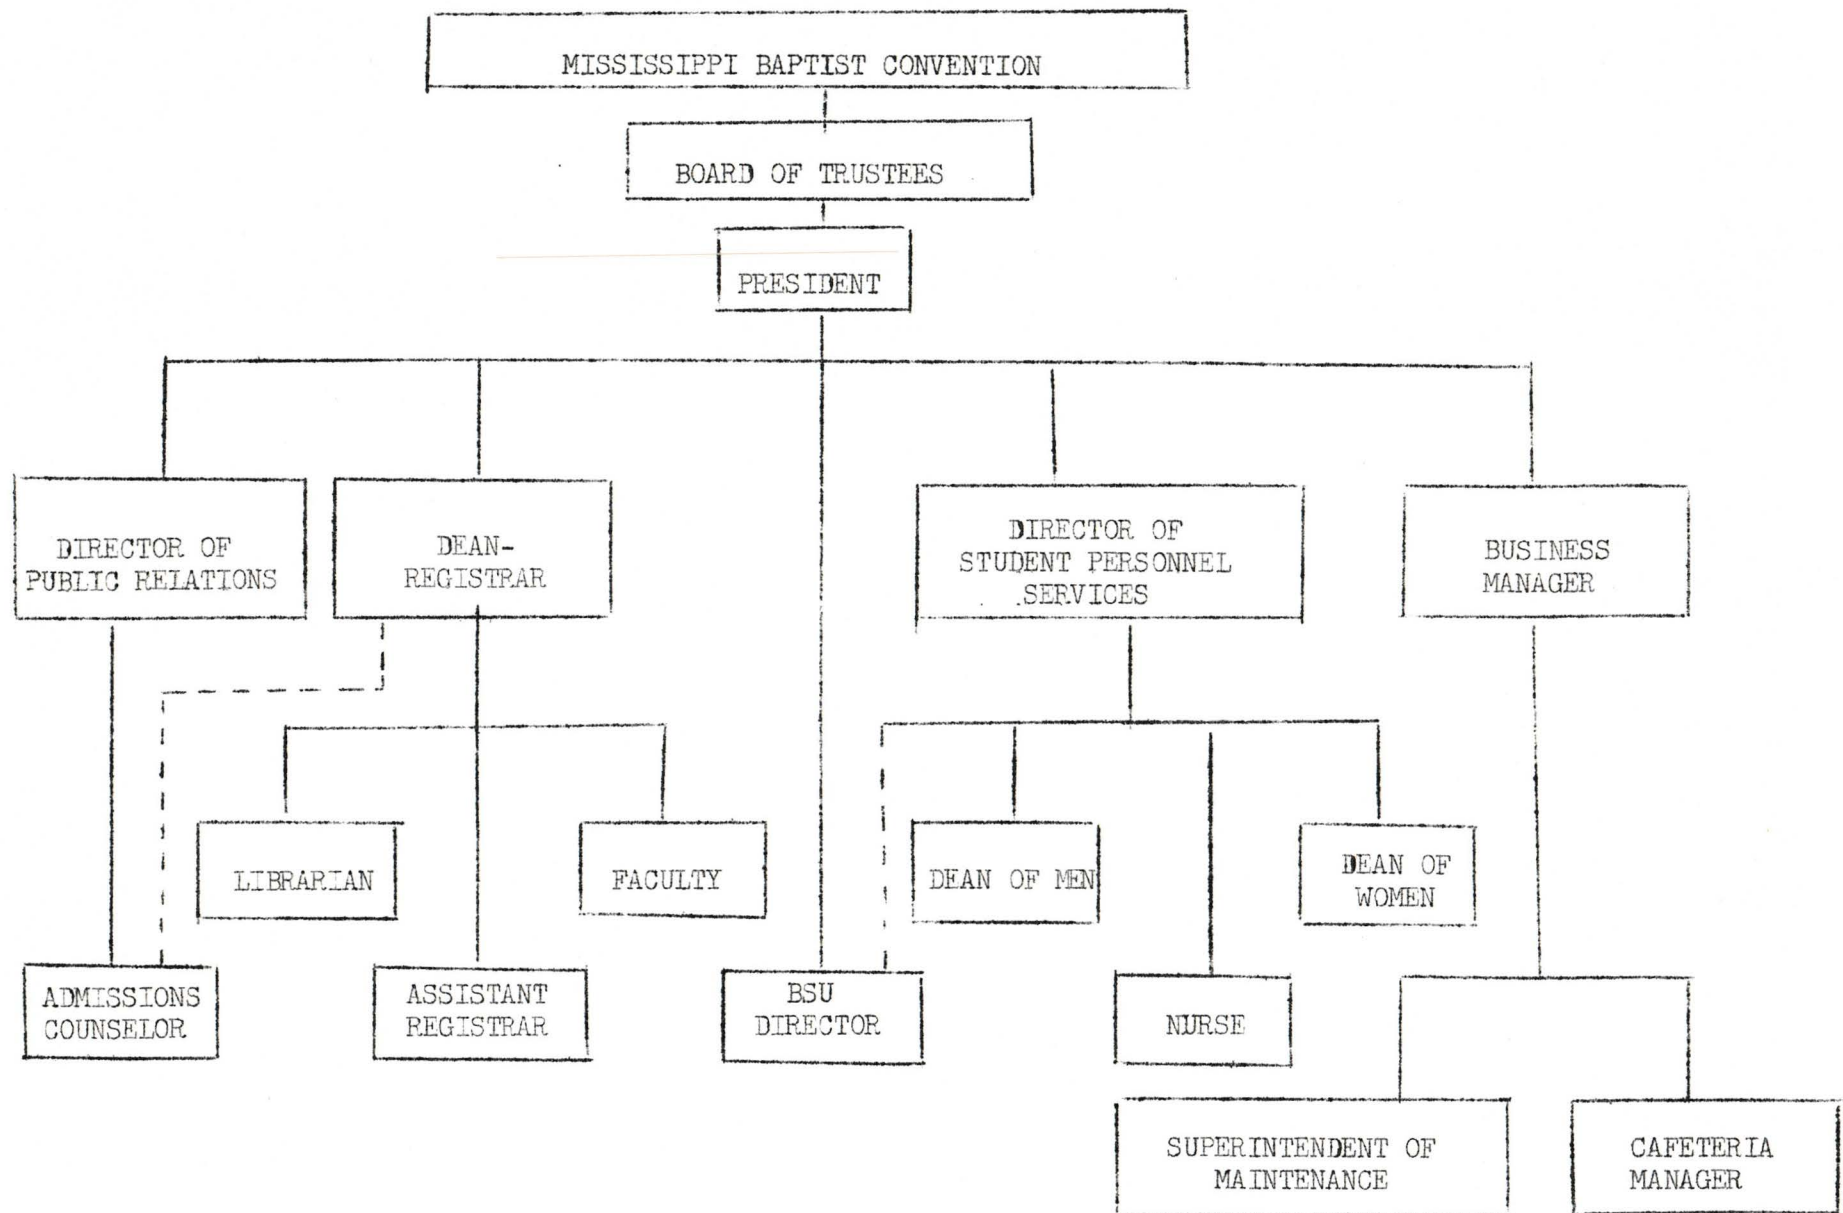 MISSISSIPPI BAPTIST CONVENTION
BOARD OF TRUSTEES
PRESIDENT
DIRECTOR OF
PUBLIC RELATIONS
DEAN-
REGISTRAR
DIRECTOR OF
STUDENT PERSONNEL
SERVICES
BUSINESS
MANAGER
LIBRARIAN
FACULTY
DEAN OF MEN
DEAN OF
WOMEN
ADMISSIONS
COUNSELOR
ASSISTANT
REGISTRAR
BSU
DIRECTOR
NURSE
SUPERINTENDENT OF
MAINTENANCE
CAFETERIA
MANAGER